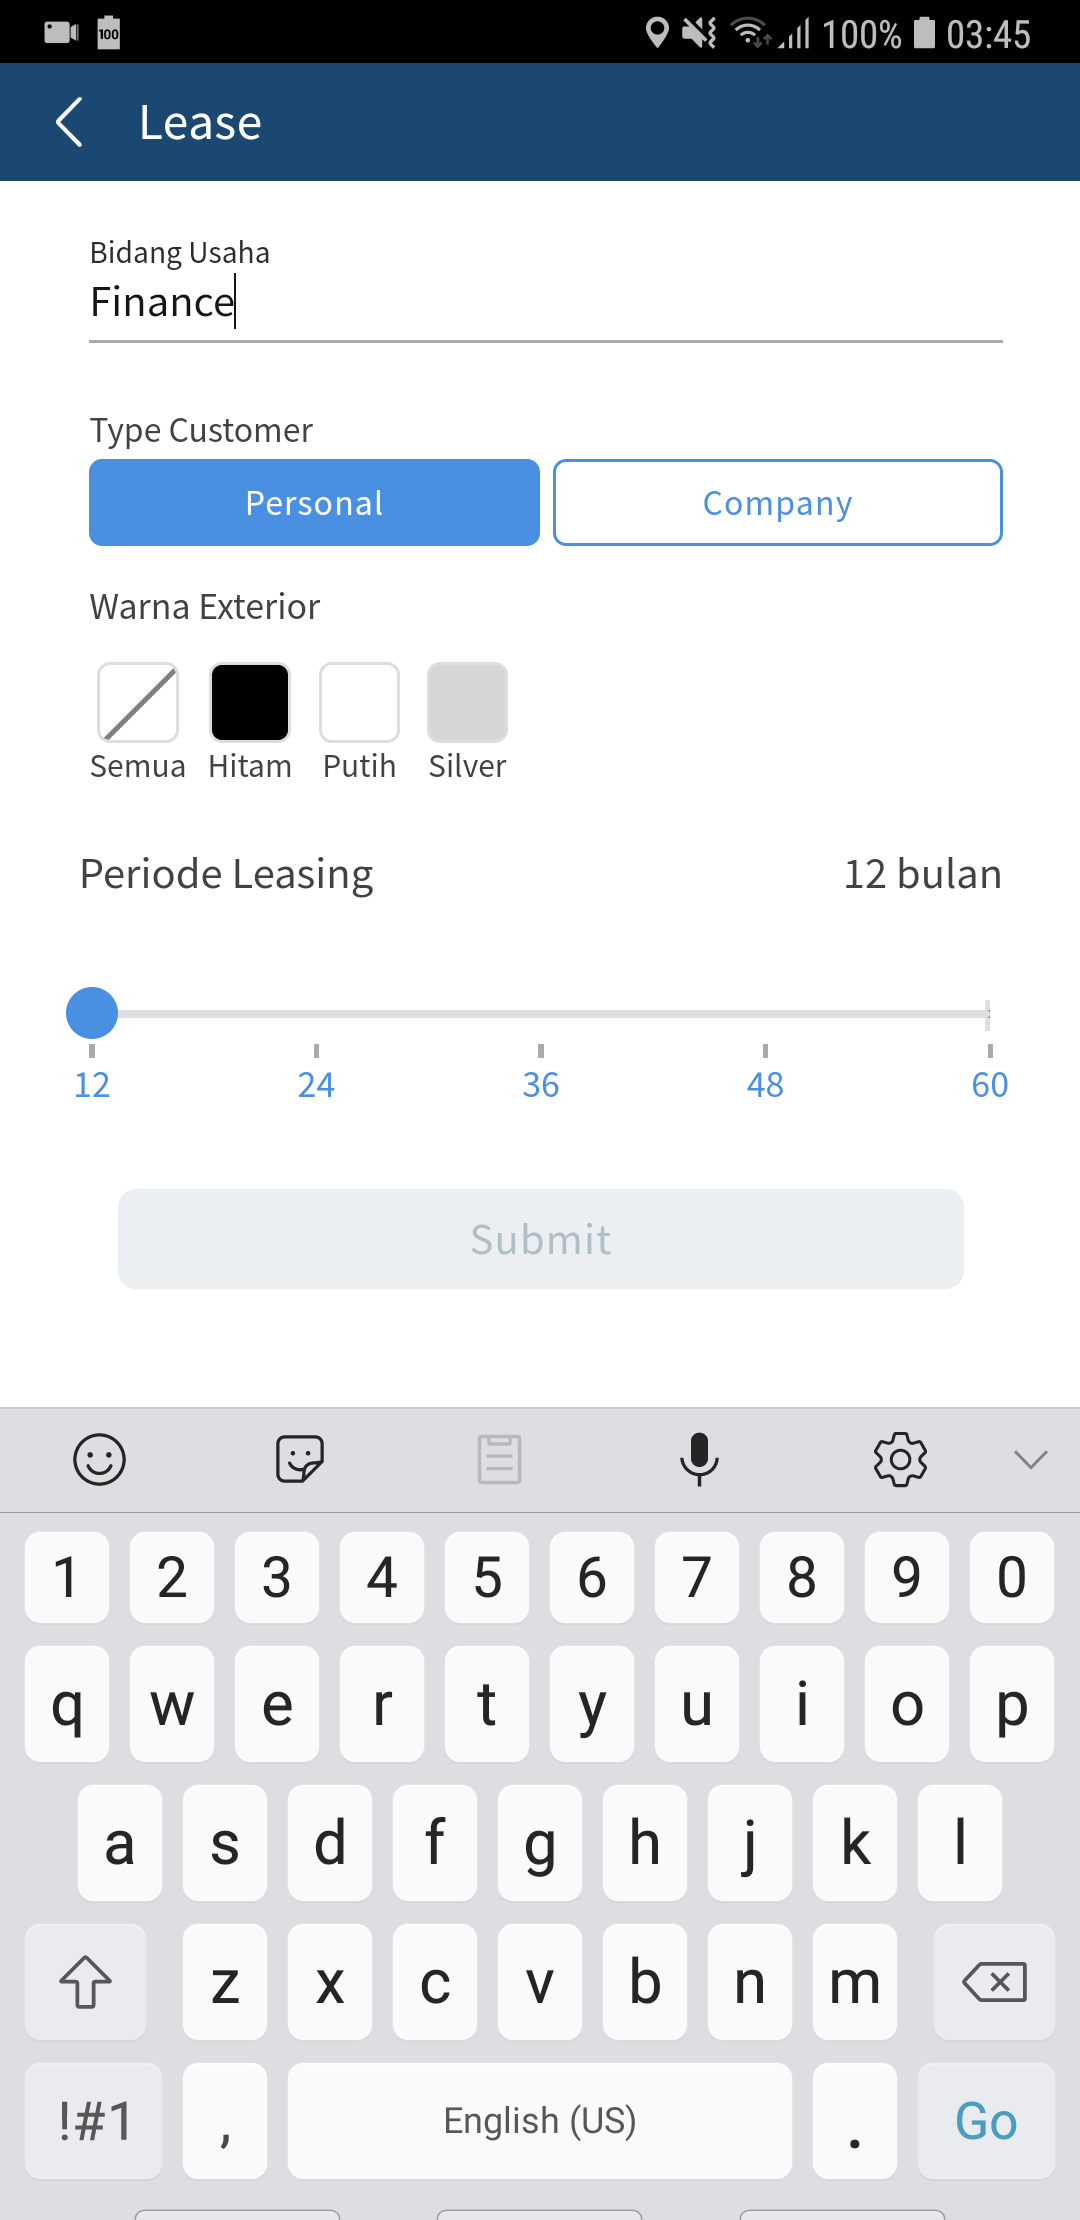 100
100% 03:45
Lease
Bidang Usaha
Finance
Type Customer
Personal Company
Warna Exterior
Semua Hitam Putih Silver
Periode Leasing 12 bulan
12 24 36 48 60
Submit
1 2 3 4 5 6 7 8 9 0
q w e r t y u i o p
a s d f g h j k l
z x c v b n m
!#1 , English (US) . Go